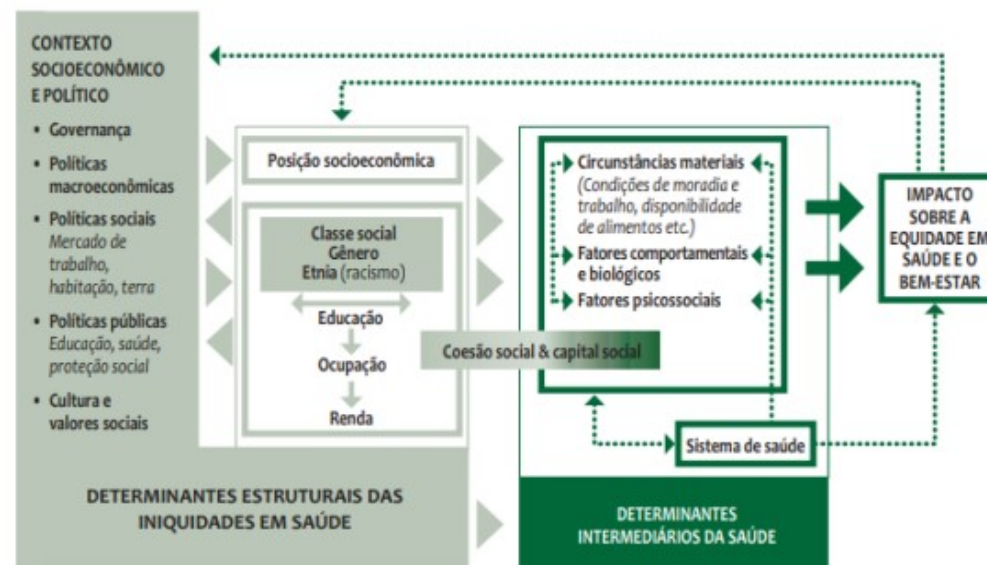 CONTEXTO
SOCIOECONÔMICO
E POLÍTICO
• Governança
• Políticas
macroeconômicas
• Políticas sociais
Mercado de
trabalho,
habitação, terra
• Políticas públicas
Educação, saúde,
proteção social
• Cultura e
valores sociais
Posição socioeconômica
Classe social
Gênero
Etnia (racismo)
Educação
Ocupação
Renda
Coesão social & capital social
Circunstâncias materiais
(Condições de moradia e
trabalho, disponibilidade
de alimentos etc.)
Fatores comportamentais
e biológicos
Fatores psicossociais
Sistema de saúde
IMPACTO
SOBRE A
EQUIDADE EM
SAÚDE E O
BEM-ESTAR
DETERMINANTES ESTRUTURAIS DAS
INIQUIDADES EM SAÚDE
DETERMINANTES
INTERMEDIÁRIOS DA SAÚDE